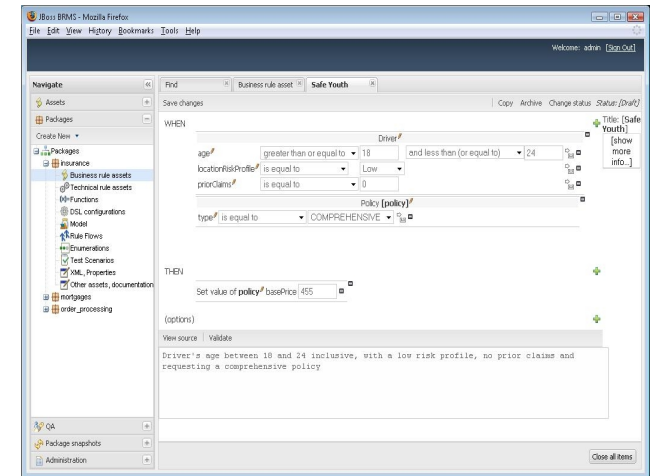 JBoss BRMS - Mozilla Firefox
File Edit View History Bookmarks Tools Help
Welcome: admin [Sign Out]
Navigate
Assets
Packages
Create New
Packages
insurance
Business rule assets
Technical rule assets
Functions
DSL configurations
Model
Rule Flows
Enumerations
Test Scenarios
XML, Properties
Other assets, documentation
mortgages
order_processing
QA
Package snapshots
Administration
Find Business rule asset Safe Youth
Save changes Copy Archive Change status Status: [Draft]
WHEN
Driver
age greater than or equal to 18 and less than (or equal to) 24
locationRiskProfile is equal to Low
priorClaims is equal to 0
Policy [policy]
type is equal to COMPREHENSIVE
THEN
Set value of policy basePrice 455
(options)
View source Validate
Driver's age between 18 and 24 inclusive, with a low risk profile, no prior claims and
requesting a comprehensive policy
Title: [Safe
Youth]
[show
more
info...]
Close all items